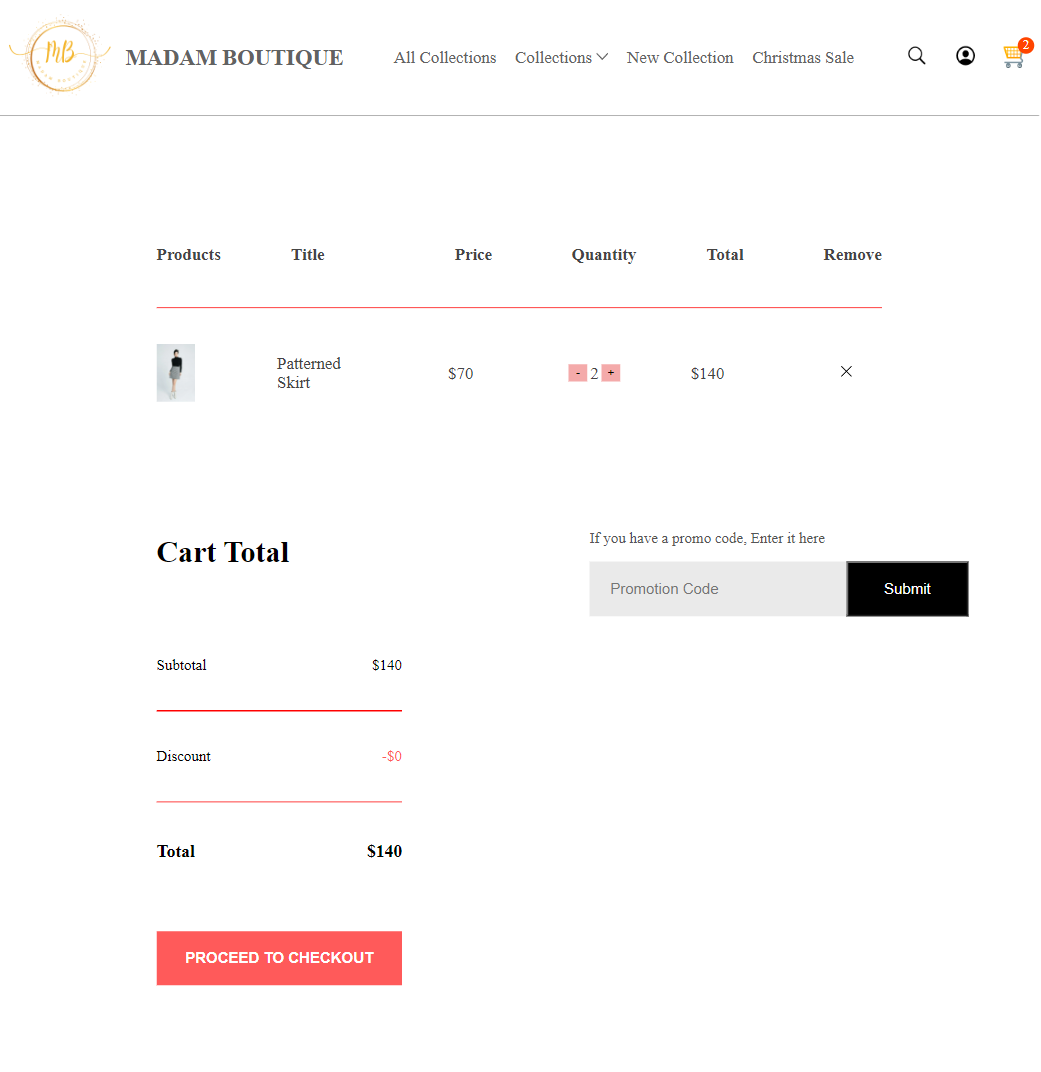 MB
MADAM BOUTIQUE
All Collections Collections New Collection Christmas Sale
2
Products Title Price Quantity Total Remove
Patterned
Skirt
$70 - 2 + $140
If you have a promo code, Enter it here
Cart Total
Promotion Code Submit
Subtotal $140
Discount -$0
Total $140
PROCEED TO CHECKOUT